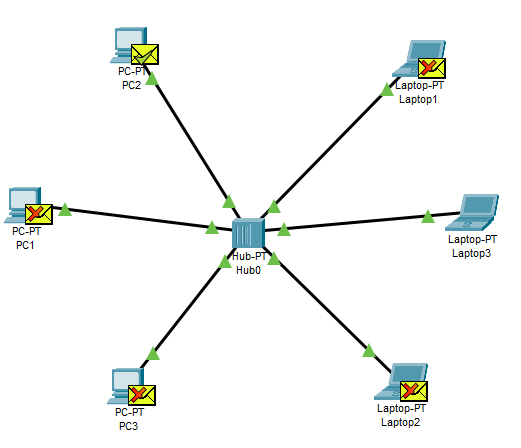 PC-PT
PC2
Laptop-PT
Laptop1
PC-PT
PC1
Hub-PT
Hub0
Laptop-PT
Laptop3
PC-PT
PC3
Laptop-PT
Laptop2